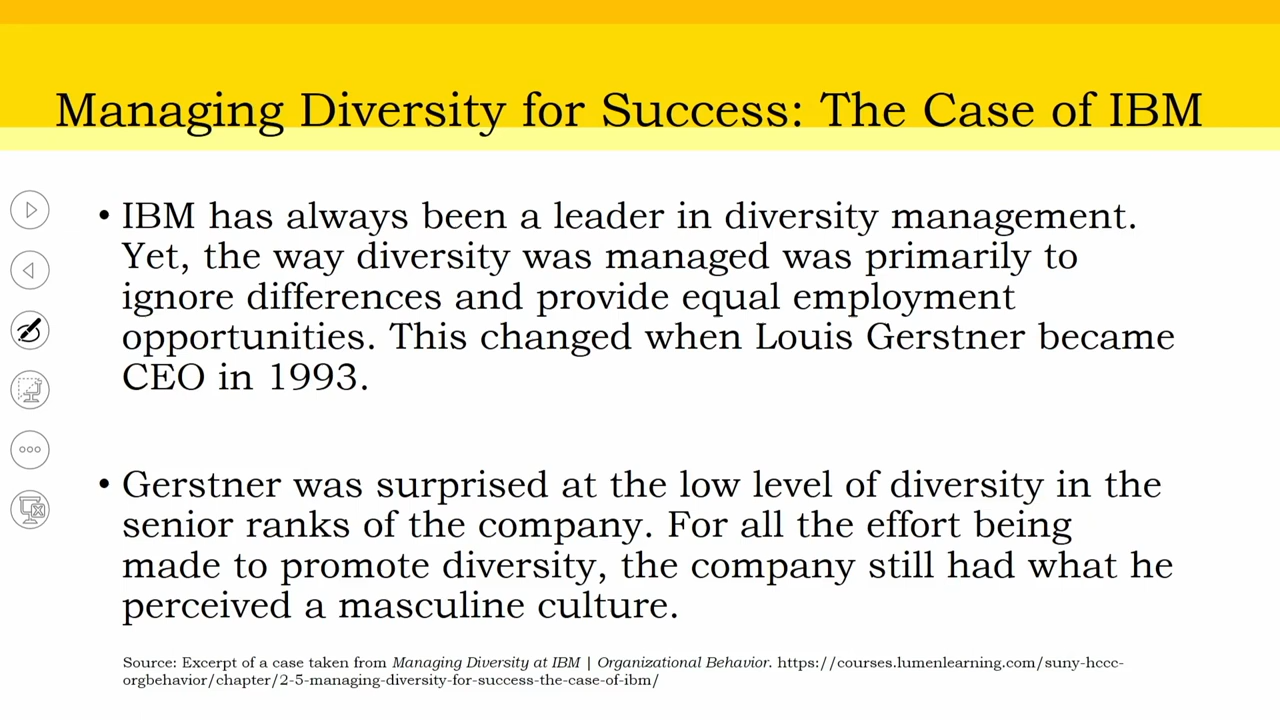 Managing Diversity for Success: The Case of IBM
• IBM has always been a leader in diversity management.
Yet, the way diversity was managed was primarily to
ignore differences and provide equal employment
opportunities. This changed when Louis Gerstner became
CEO in 1993.
• Gerstner was surprised at the low level of diversity in the
senior ranks of the company. For all the effort being
made to promote diversity, the company still had what he
perceived a masculine culture.
Source: Excerpt of a case taken from Managing Diversity at IBM | Organizational Behavior. https://courses.lumenlearning.com/suny-hccc-
orgbehavior/chapter/2-5-managing-diversity-for-success-the-case-of-ibm/